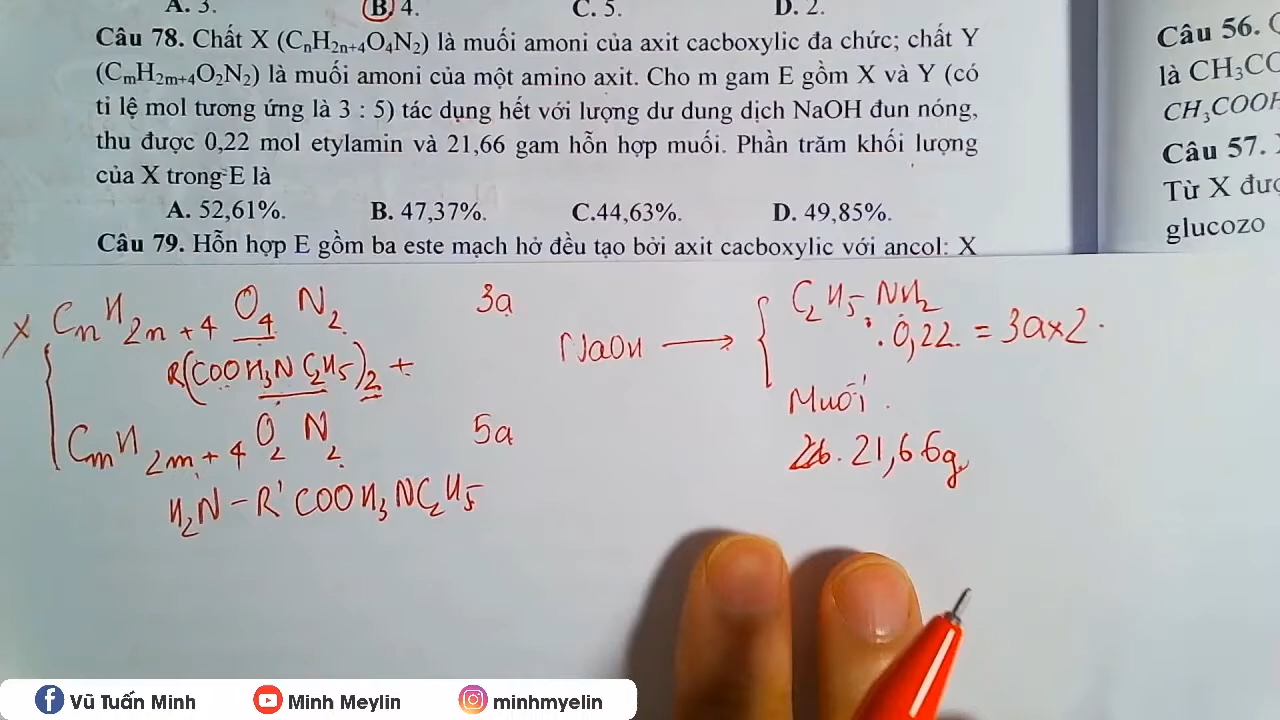 A. 3. B. 4. C. 5. D. 2.
Câu 78. Chất X (CnH2n+4O4N2) là muối amoni của axit cacboxylic đa chức; chất Y
(CmH2m+4O2N2) là muối amoni của một amino axit. Cho m gam E gồm X và Y (có
tỉ lệ mol tương ứng là 3 : 5) tác dụng hết với lượng dư dung dịch NaOH đun nóng,
thu được 0,22 mol etylamin và 21,66 gam hỗn hợp muối. Phần trăm khối lượng
của X trong E là
A. 52,61%. B. 47,37%. C.44,63%. D. 49,85%.
Câu 79. Hỗn hợp E gồm ba este mạch hở đều tạo bởi axit cacboxylic với ancol: X
Câu 56.
là CH3CO
CH3COOH
Câu 57.
Từ X đượ
glucozo
X CnH2n+4 O4 N2 3a
R(COOH3NC2H5)2 +
CmH2m+4 O2 N2 5a
H2N-R'COOH3NC2H5
NaOH →
C2H5NH2
: 0,22 = 3a×2.
Muối.
21,66g
Vũ Tuấn Minh Minh Meylin minhmyelin